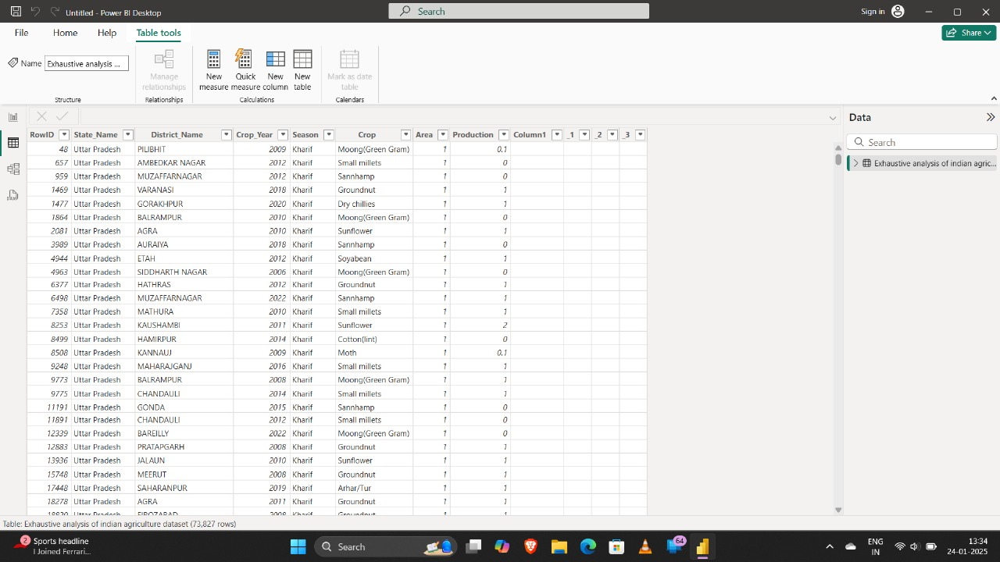 Untitled - Power BI Desktop
Search
Sign in
File Home Help Table tools
Share
Name Exhaustive analysis ...
Manage relationships
New measure
Quick measure
New column
New table
Mark as date table
Structure Relationships Calculations Calendars
Data
Search
Exhaustive analysis of indian agric...
RowID State_Name District_Name Crop_Year Season Crop Area Production Column1 _1 _2 _3
48 Uttar Pradesh PILIBHIT 2009 Kharif Moong(Green Gram) 1 0.1
657 Uttar Pradesh AMBEDKAR NAGAR 2012 Kharif Small millets 1 0
959 Uttar Pradesh MUZAFFARNAGAR 2012 Kharif Sannhamp 1 0
1469 Uttar Pradesh VARANASI 2018 Kharif Groundnut 1 1
1477 Uttar Pradesh GORAKHPUR 2020 Kharif Dry chillies 1 1
1864 Uttar Pradesh BALRAMPUR 2010 Kharif Moong(Green Gram) 1 0
2081 Uttar Pradesh AGRA 2010 Kharif Sunflower 1 1
3989 Uttar Pradesh AURAIYA 2018 Kharif Sannhamp 1 0
4944 Uttar Pradesh ETAH 2012 Kharif Soyabean 1 1
4963 Uttar Pradesh SIDDHARTH NAGAR 2006 Kharif Moong(Green Gram) 1 0
6377 Uttar Pradesh HATHRAS 2012 Kharif Groundnut 1 1
6498 Uttar Pradesh MUZAFFARNAGAR 2022 Kharif Sannhamp 1 1
7358 Uttar Pradesh MATHURA 2010 Kharif Small millets 1 1
8253 Uttar Pradesh KAUSHAMBI 2011 Kharif Sunflower 1 2
8499 Uttar Pradesh HAMIRPUR 2014 Kharif Cotton(lint) 1 0
8508 Uttar Pradesh KANNAUJ 2009 Kharif Moth 1 0.1
9248 Uttar Pradesh MAHARAJGANJ 2016 Kharif Small millets 1 1
9773 Uttar Pradesh BALRAMPUR 2008 Kharif Moong(Green Gram) 1 1
9775 Uttar Pradesh CHANDAULI 2014 Kharif Small millets 1 1
11191 Uttar Pradesh GONDA 2015 Kharif Sannhamp 1 0
11891 Uttar Pradesh CHANDAULI 2012 Kharif Small millets 1 0
12339 Uttar Pradesh BAREILLY 2022 Kharif Moong(Green Gram) 1 0
12883 Uttar Pradesh PRATAPGARH 2008 Kharif Groundnut 1 1
13936 Uttar Pradesh JALAUN 2010 Kharif Sunflower 1 1
15748 Uttar Pradesh MEERUT 2008 Kharif Groundnut 1 1
17448 Uttar Pradesh SAHARANPUR 2019 Kharif Arhar/Tur 1 1
18278 Uttar Pradesh AGRA 2011 Kharif Groundnut 1 1
Uttar Pradesh FIROZABAD 2008 Kharif Groundnut 1 1
Table: Exhaustive analysis of indian agriculture dataset (73,827 rows)
2 Sports headline
I Joined Ferrari...
Search
64
ENG
IN
13:34
24-01-2025